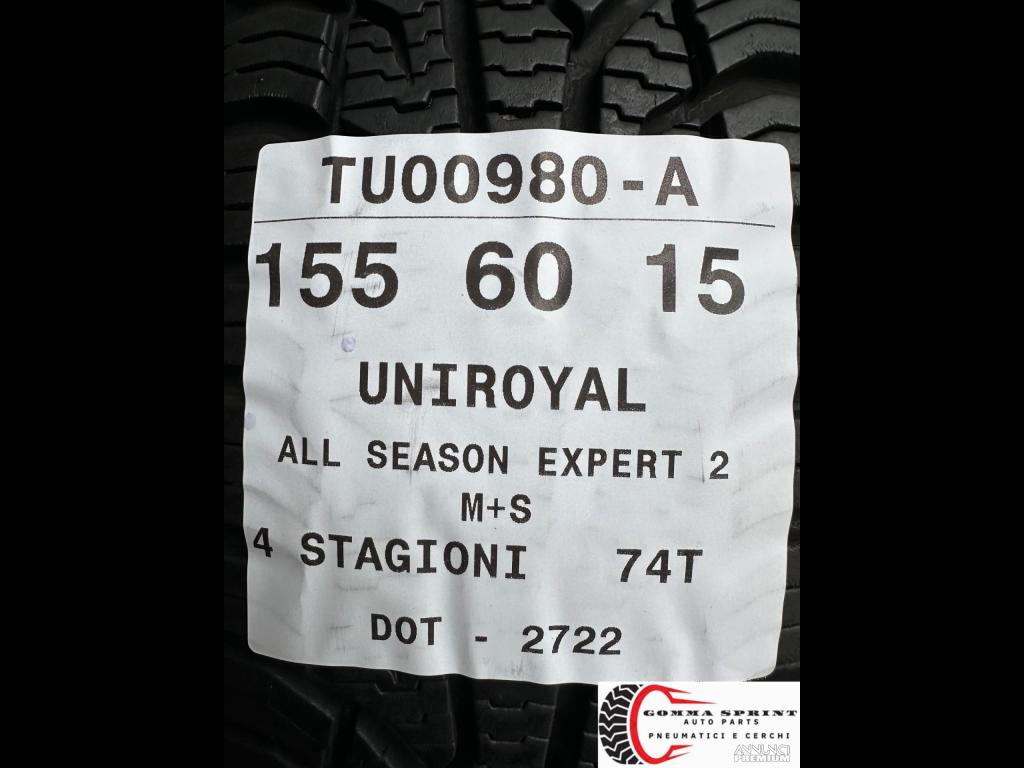 TU00980-A
155 60 15
UNIROYAL
ALL SEASON EXPERT 2
M+S
4 STAGIONI 74T
DOT - 2722
GOMMA SPRINT
AUTO PARTS
PNEUMATICI E CERCHI
ANNUNCI
PREMIUM